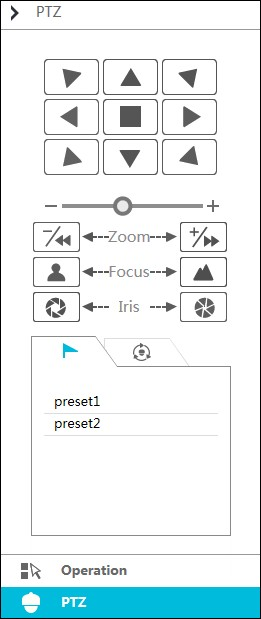 PTZ
Zoom
Focus
Iris
preset1
preset2
Operation
PTZ